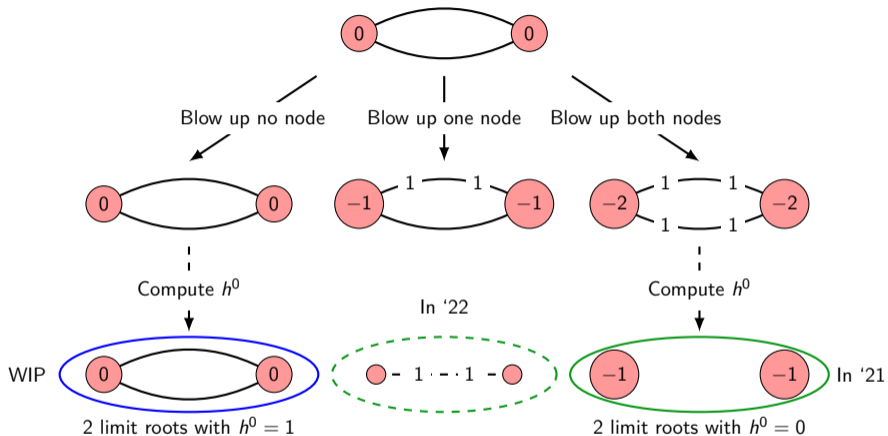 0 0
Blow up no node Blow up one node Blow up both nodes
0 0 −1 1 1 −1 −2 1 1 −2
1 1
Compute h⁰ Compute h⁰
In ‘22
WIP 0 0 1 1 −1 −1 In ‘21
2 limit roots with h⁰ = 1 2 limit roots with h⁰ = 0